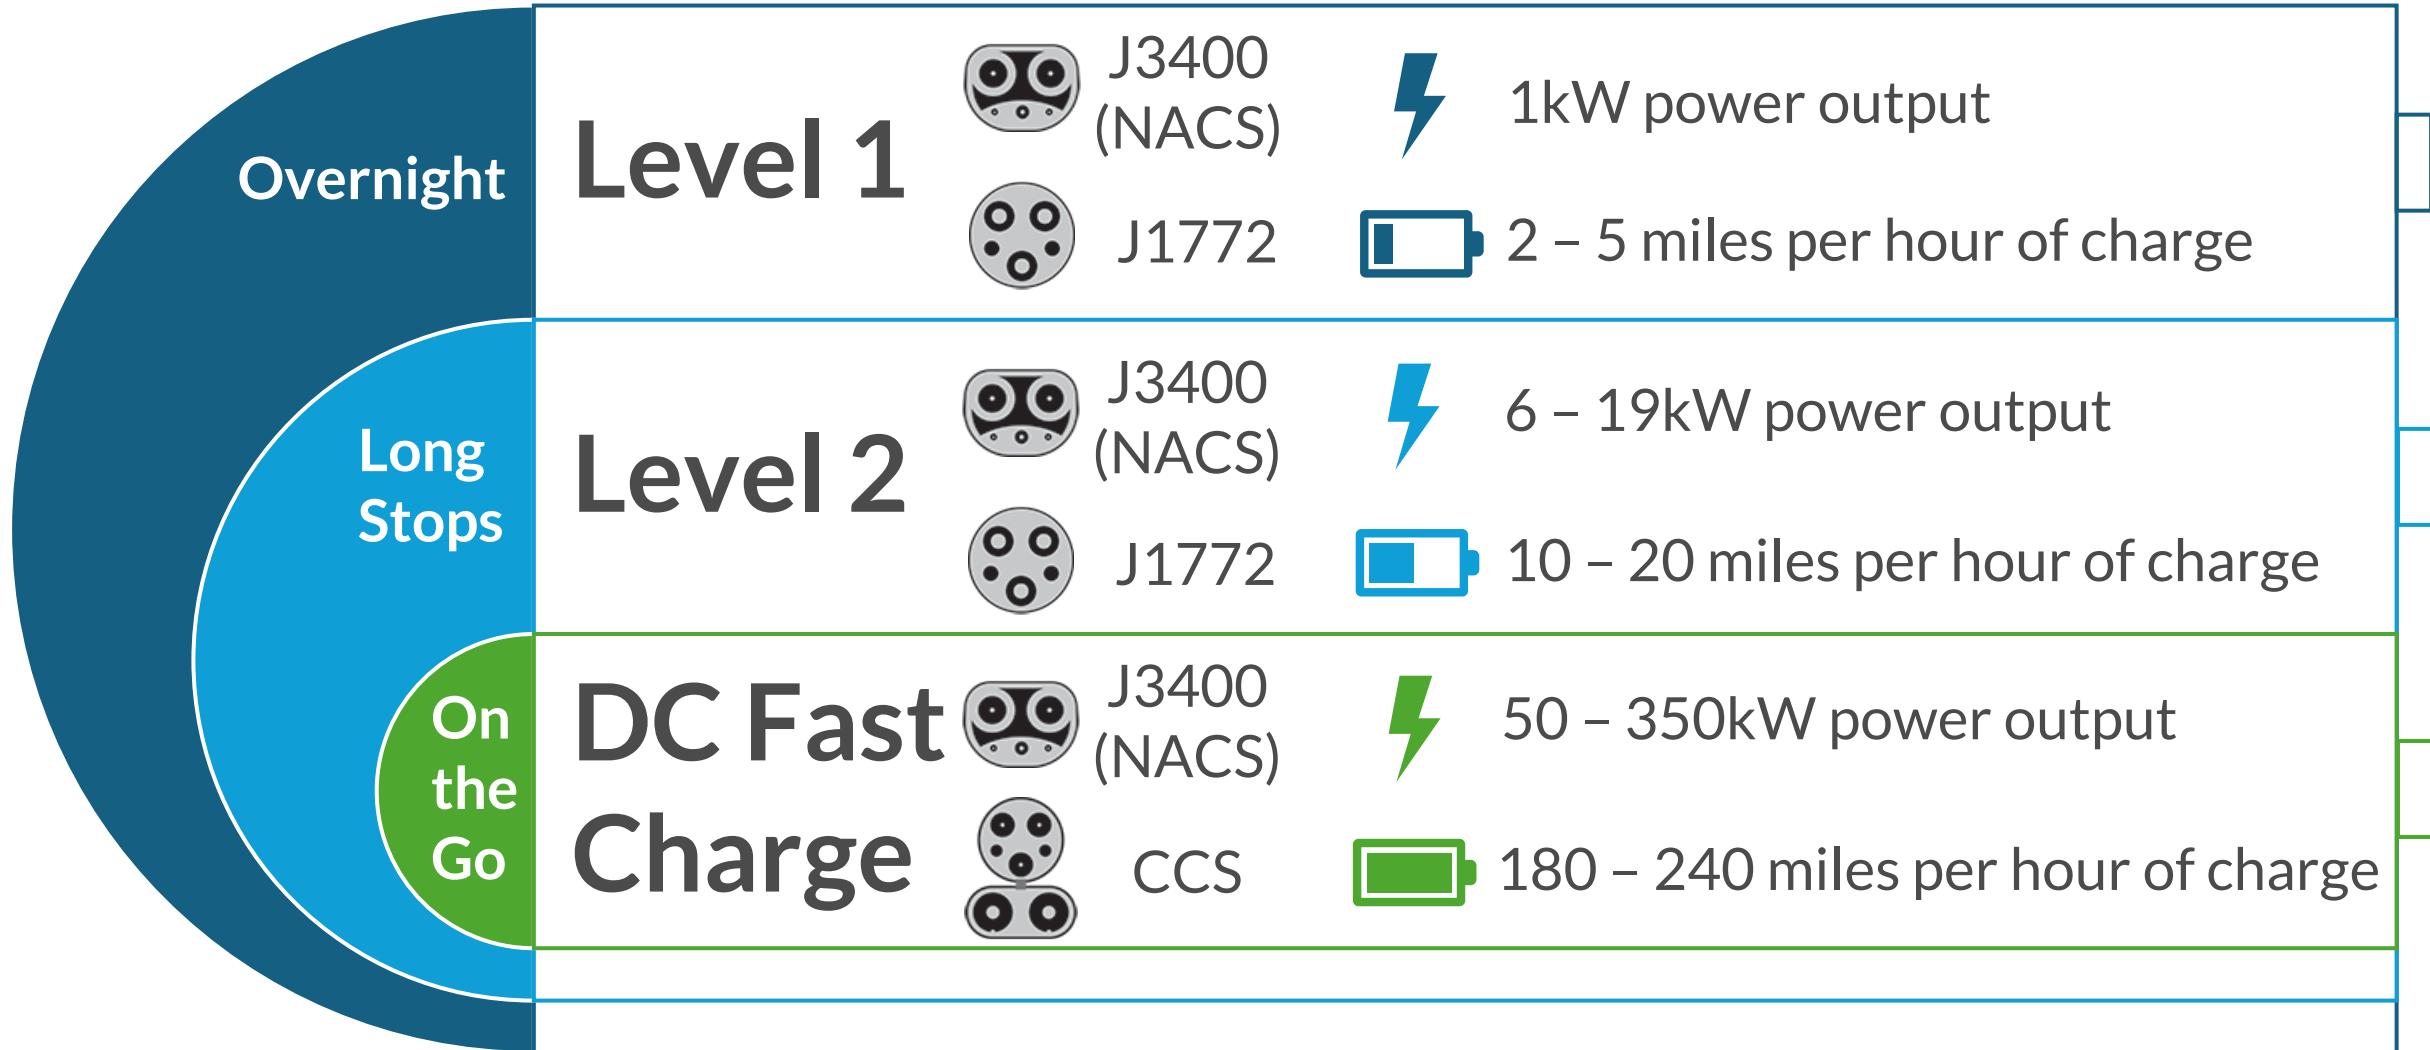 Overnight
Level 1
J3400
(NACS)
J1772
1kW power output
2 – 5 miles per hour of charge
Long
Stops
Level 2
J3400
(NACS)
J1772
6 – 19kW power output
10 – 20 miles per hour of charge
On
the
Go
DC Fast
Charge
J3400
(NACS)
CCS
50 – 350kW power output
180 – 240 miles per hour of charge